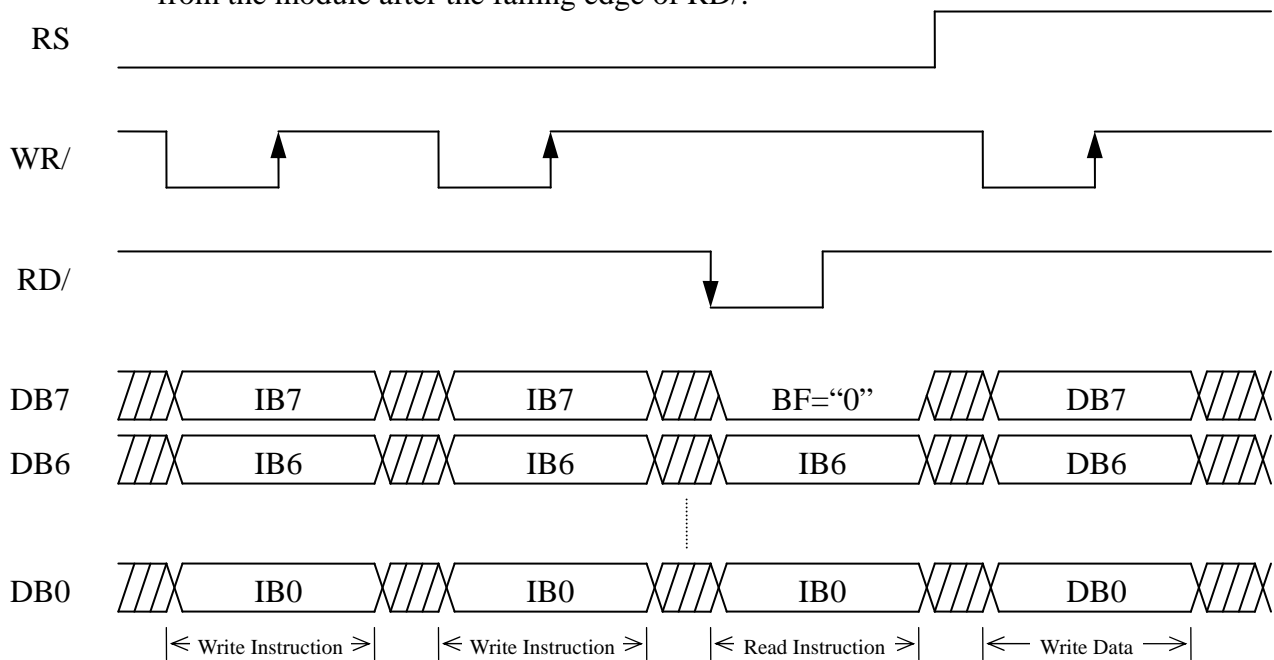 from the module after the falling edge of RD/.
RS
WR/
RD/
DB7 IB7 IB7 BF=“0” DB7
DB6 IB6 IB6 IB6 DB6
DB0 IB0 IB0 IB0 DB0
Write Instruction Write Instruction Read Instruction Write Data